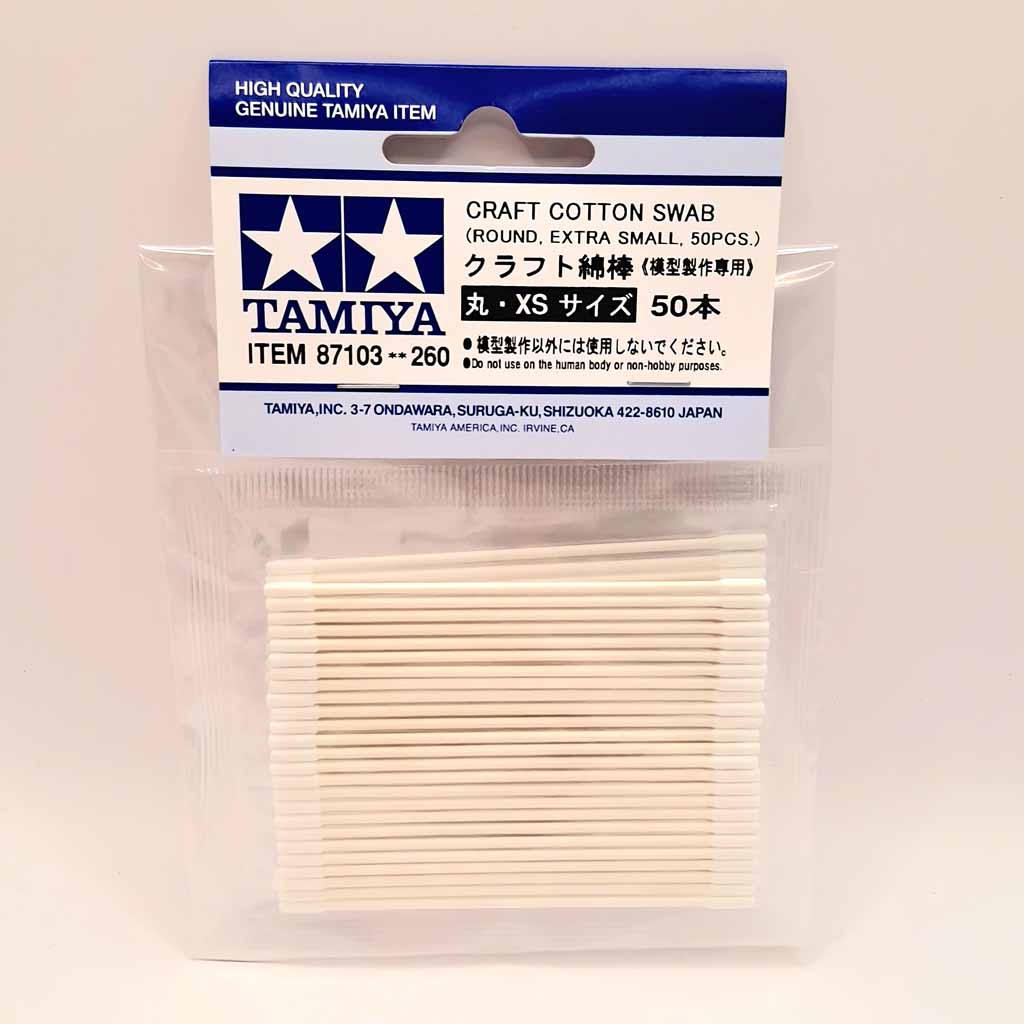 HIGH QUALITY
GENUINE TAMIYA ITEM
TAMIYA
ITEM 87103 ** 260
CRAFT COTTON SWAB
(ROUND, EXTRA SMALL, 50PCS.)
クラフト綿棒《模型製作専用》
丸・XS サイズ 50本
● 模型製作以外には使用しないでください。
●Do not use on the human body or non-hobby purposes.
TAMIYA,INC. 3-7 ONDAWARA,SURUGA-KU,SHIZUOKA 422-8610 JAPAN
TAMIYA AMERICA,INC. IRVINE,CA